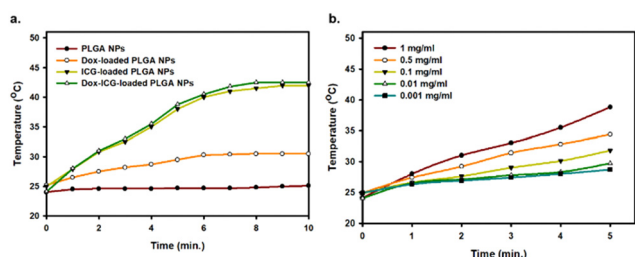 a.
PLGA NPs
Dox-loaded PLGA NPs
ICG-loaded PLGA NPs
Dox-ICG-loaded PLGA NPs
Temperature (°C)
50
45
40
35
30
25
20
0 2 4 6 8 10
Time (min.)
b.
1 mg/ml
0.5 mg/ml
0.1 mg/ml
0.01 mg/ml
0.001 mg/ml
Temperature (°C)
50
45
40
35
30
25
20
0 1 2 3 4 5
Time (min.)